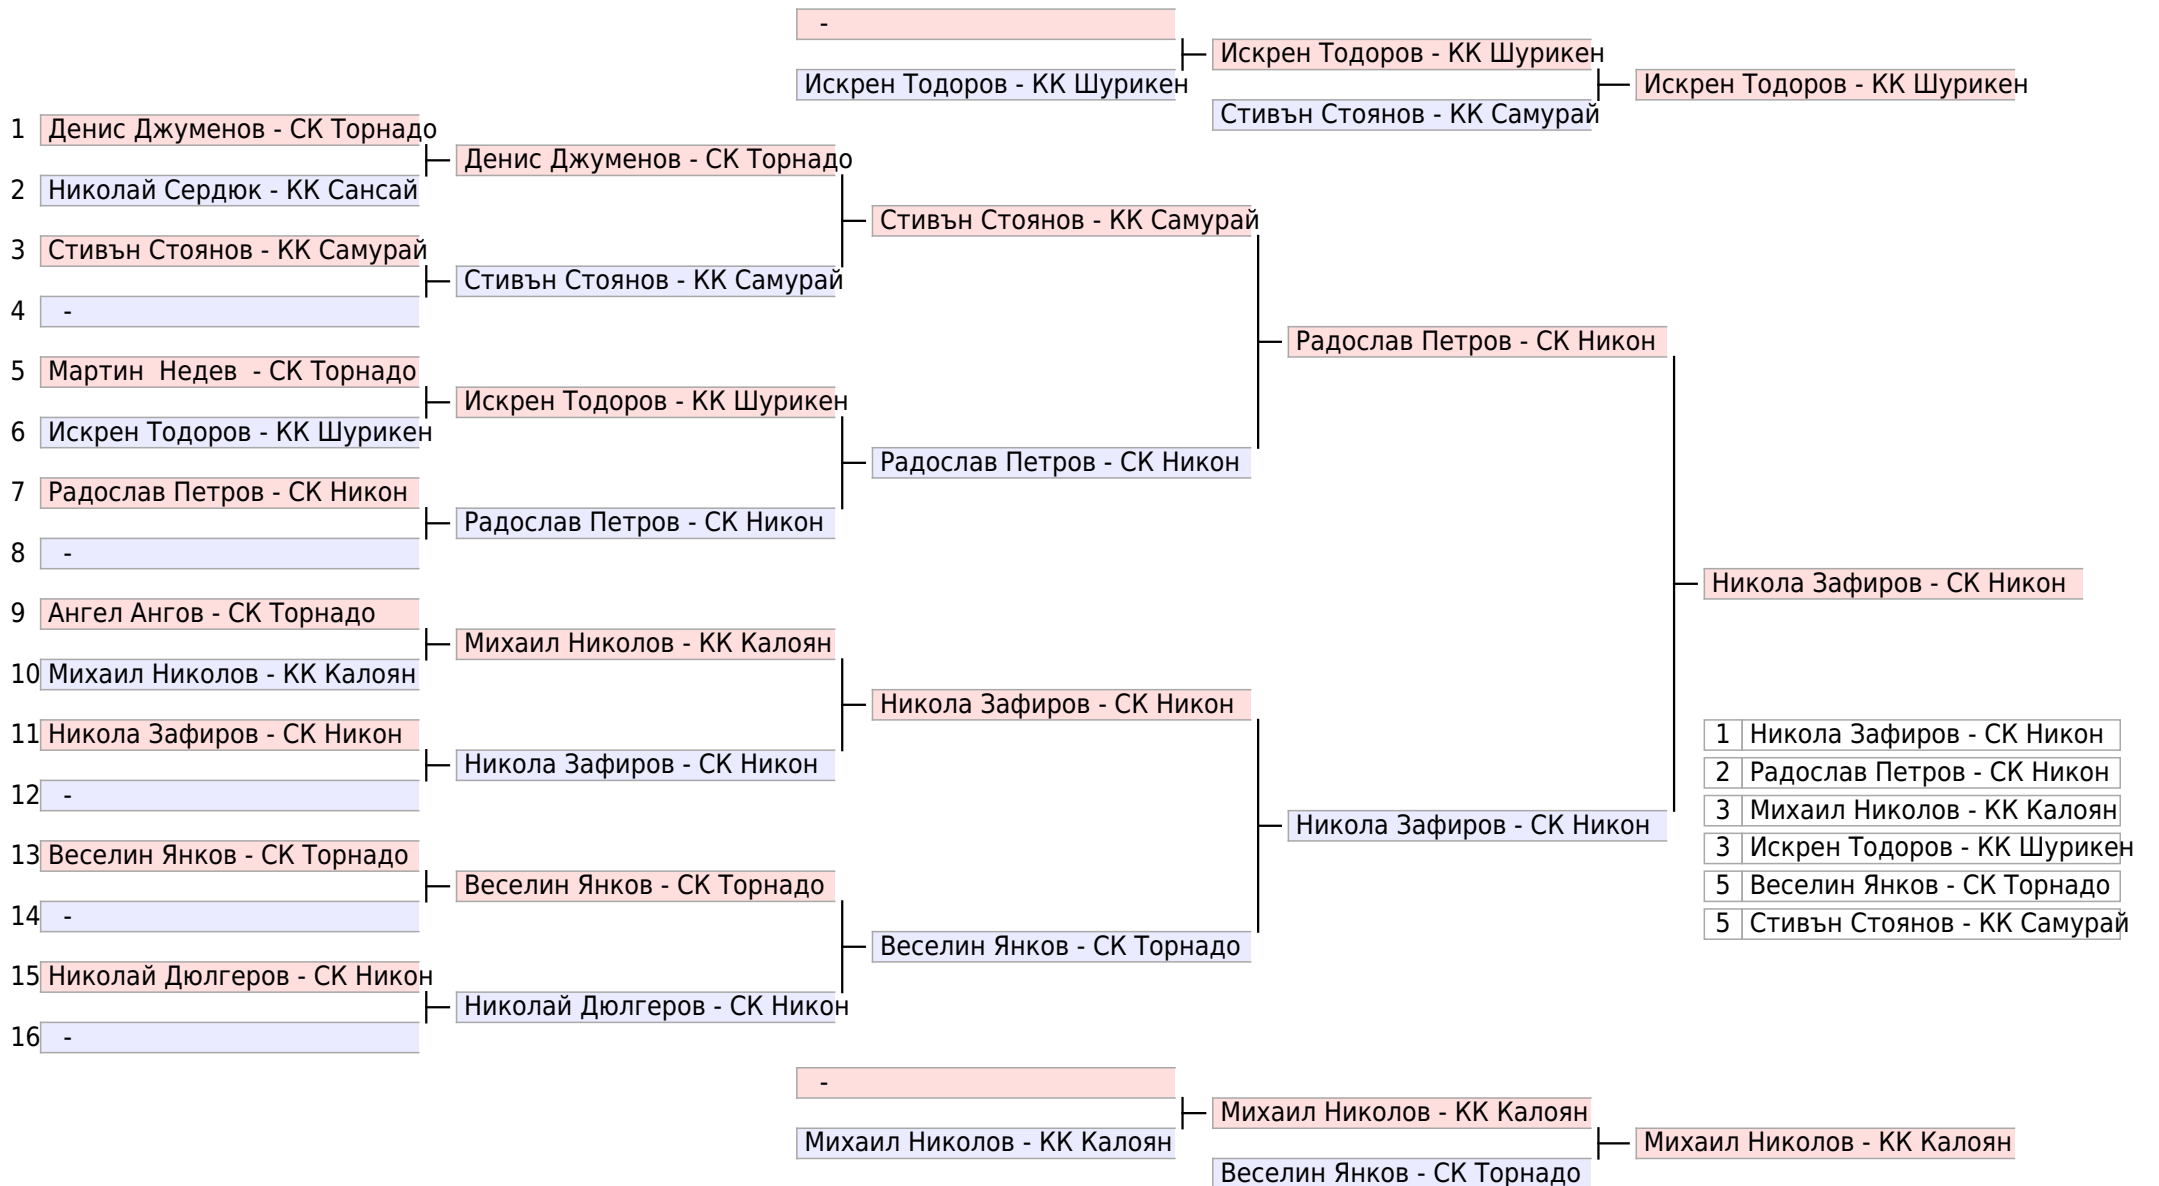 -
Искрен Тодоров - КК Шурикен
Искрен Тодоров - КК Шурикен
Стивън Стоянов - КК Самурай
Искрен Тодоров - КК Шурикен
1 Денис Джуменов - СК Торнадо
2 Николай Сердюк - КК Сансай
3 Стивън Стоянов - КК Самурай
4 -
5 Мартин  Недев  - СК Торнадо
6 Искрен Тодоров - КК Шурикен
7 Радослав Петров - СК Никон
8 -
9 Ангел Ангов - СК Торнадо
10 Михаил Николов - КК Калоян
11 Никола Зафиров - СК Никон
12 -
13 Веселин Янков - СК Торнадо
14 -
15 Николай Дюлгеров - СК Никон
16 -
Денис Джуменов - СК Торнадо
Стивън Стоянов - КК Самурай
Искрен Тодоров - КК Шурикен
Радослав Петров - СК Никон
Михаил Николов - КК Калоян
Никола Зафиров - СК Никон
Веселин Янков - СК Торнадо
Николай Дюлгеров - СК Никон
Стивън Стоянов - КК Самурай
Радослав Петров - СК Никон
Никола Зафиров - СК Никон
Веселин Янков - СК Торнадо
Радослав Петров - СК Никон
Никола Зафиров - СК Никон
Никола Зафиров - СК Никон
1 Никола Зафиров - СК Никон
2 Радослав Петров - СК Никон
3 Михаил Николов - КК Калоян
3 Искрен Тодоров - КК Шурикен
5 Веселин Янков - СК Торнадо
5 Стивън Стоянов - КК Самурай
-
Михаил Николов - КК Калоян
Михаил Николов - КК Калоян
Веселин Янков - СК Торнадо
Михаил Николов - КК Калоян